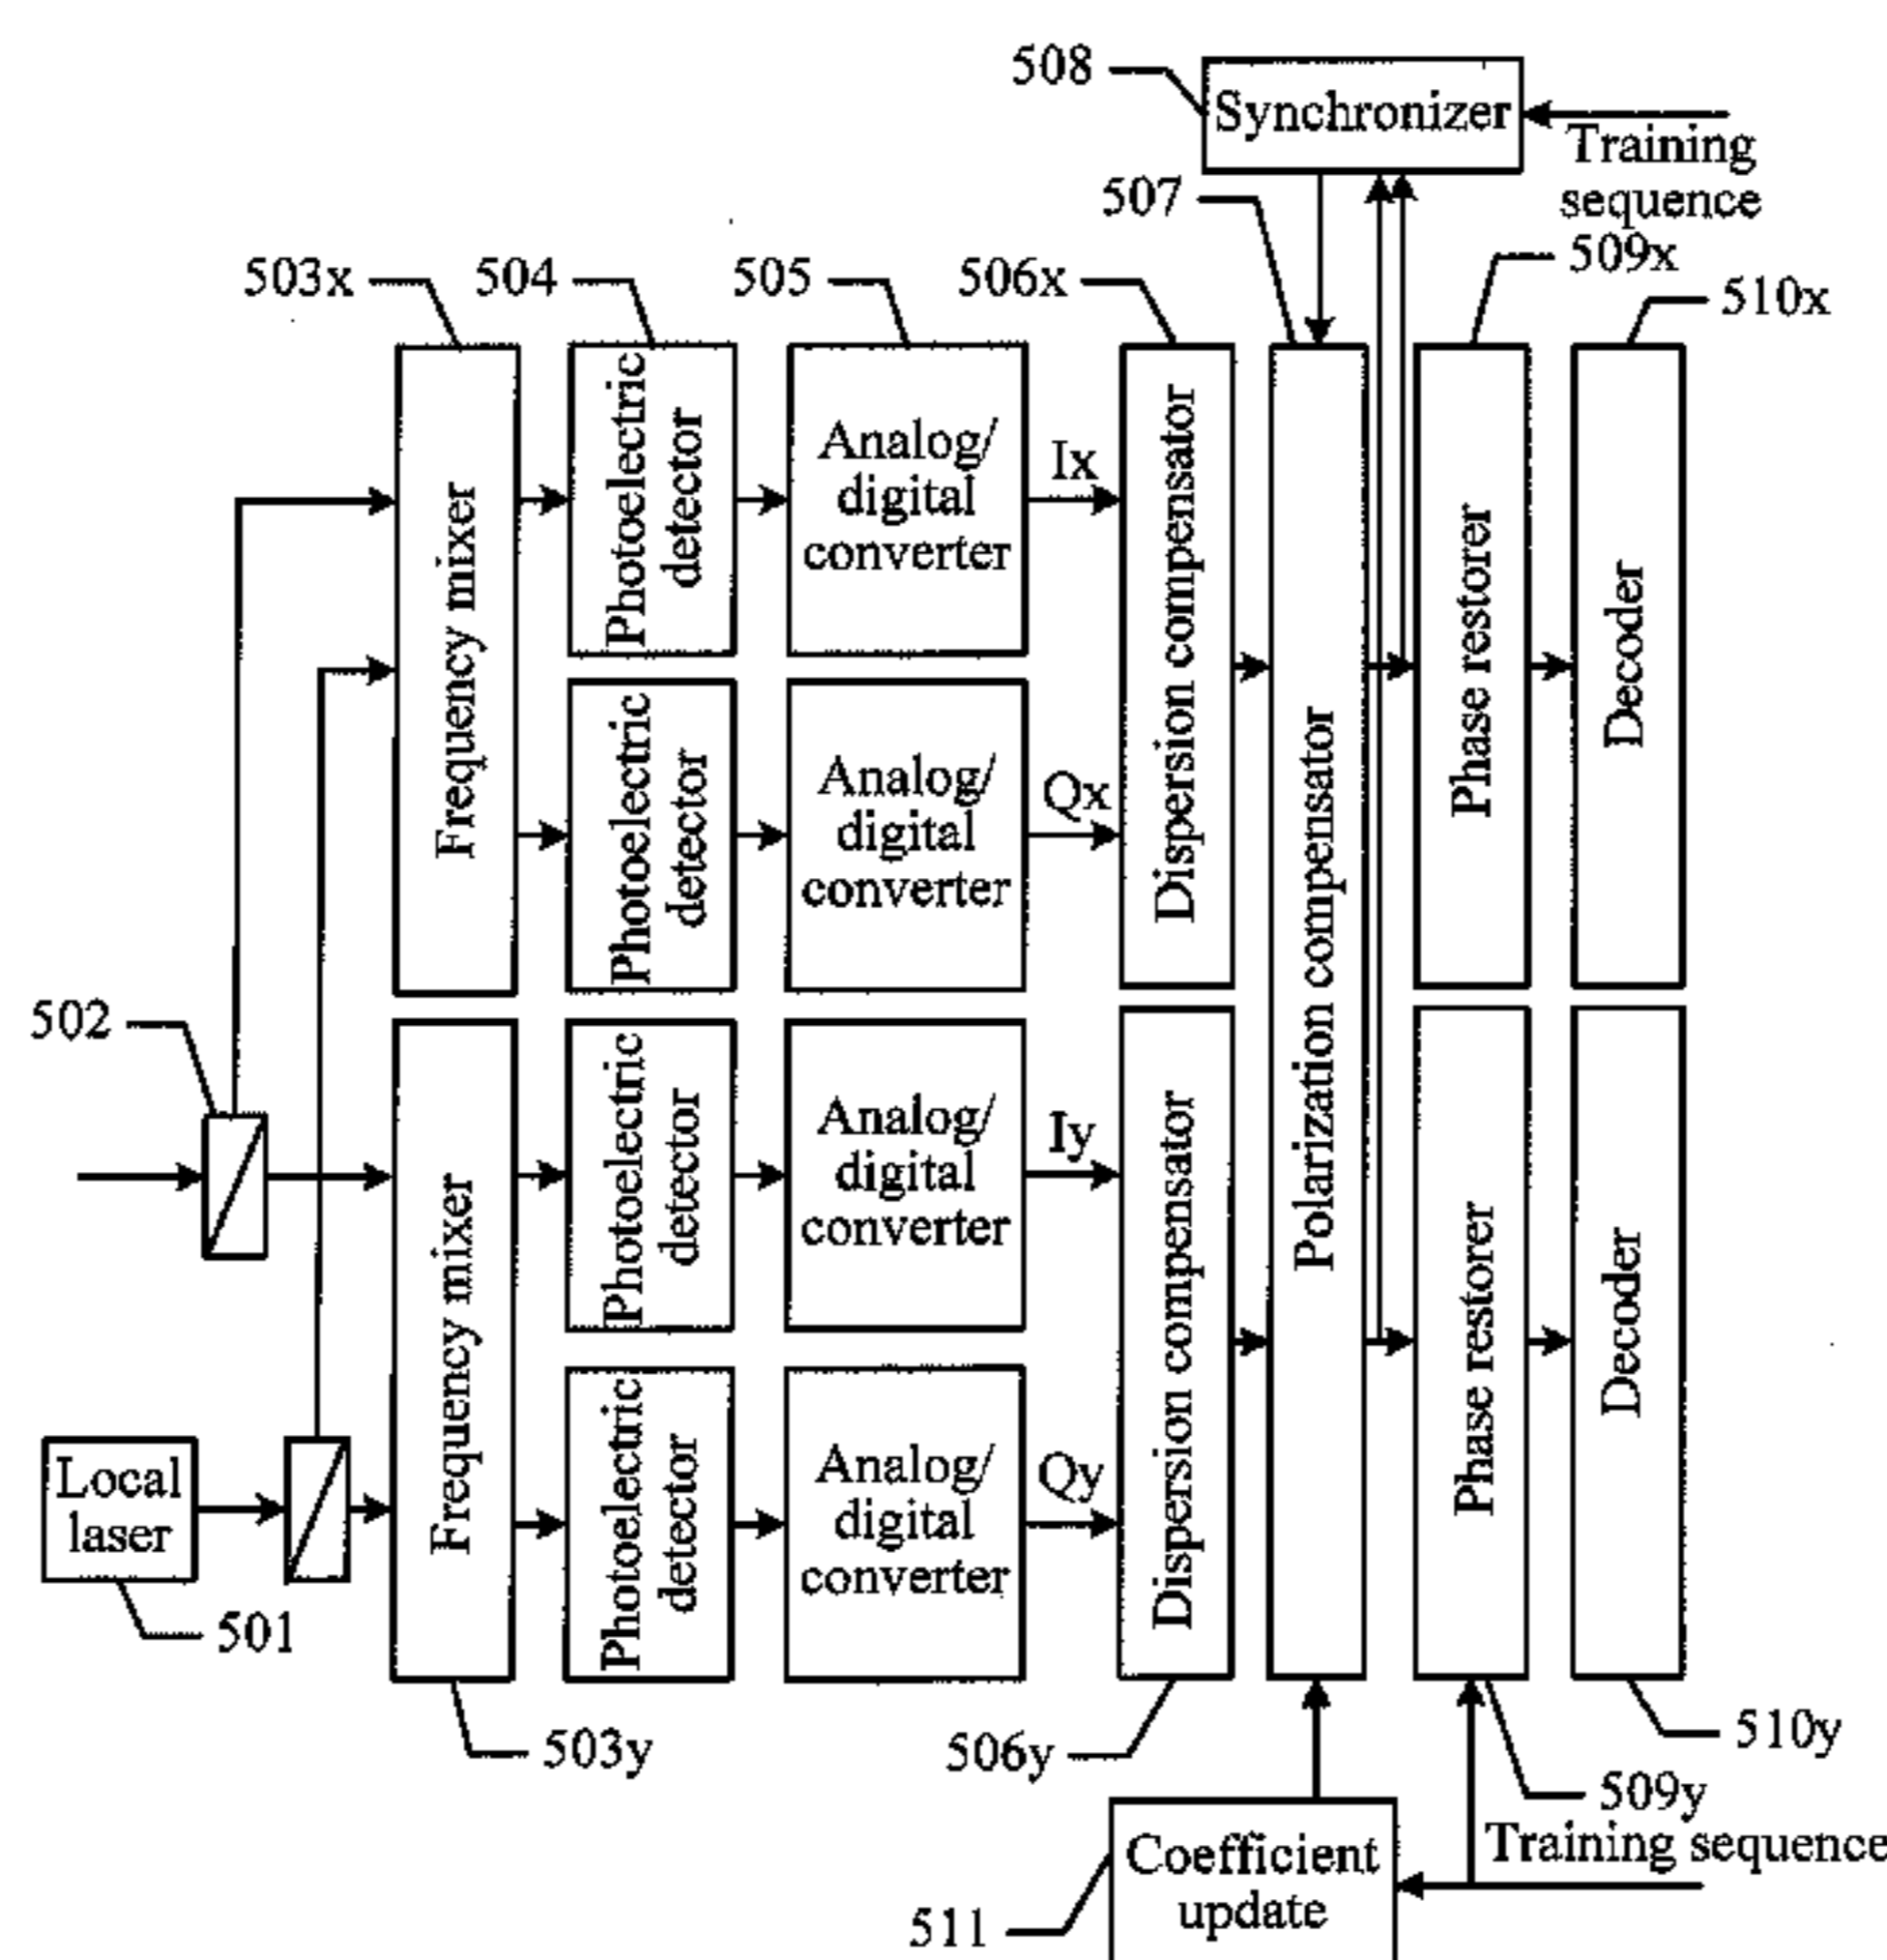 508
Synchronizer
Training
sequence
507
503x
504
505
506x
509x
510x
Frequency mixer
Photoelectric
detector
Analog/
digital
converter
Ix
Photoelectric
detector
Analog/
digital
converter
Qx
Dispersion compensator
Polarization compensator
Phase restorer
Decoder
502
Frequency mixer
Photoelectric
detector
Analog/
digital
converter
Iy
Photoelectric
detector
Analog/
digital
converter
Qy
Dispersion compensator
Phase restorer
Decoder
Local
laser
501
503y
506y
510y
509y
Training sequence
Coefficient
update
511